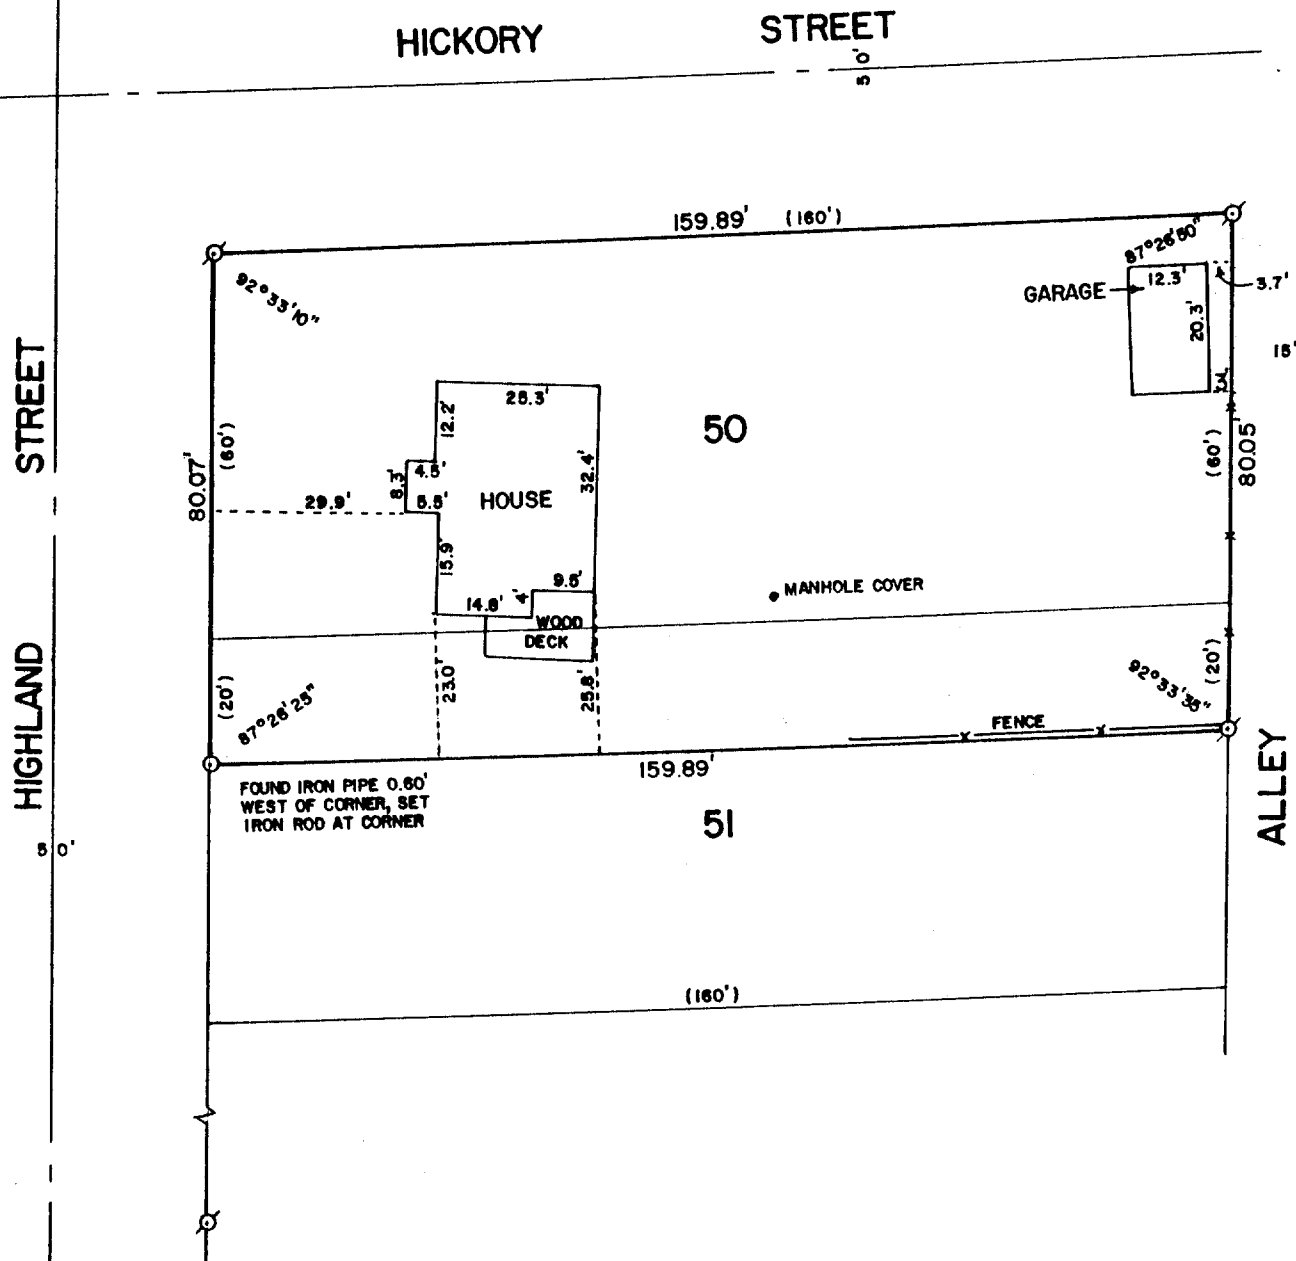 HICKORY STREET
50'
159.89' (160')
87°26'50"
92°33'10"
12.3'
3.7'
GARAGE
20.3'
15'
STREET
25.3'
12.2'
50
(60')
80.07'
4.5'
8.3'
5.5'
HOUSE
32.4'
29.9'
(60')
80.05'
15.9'
9.5'
14.8'
4'
MANHOLE COVER
WOOD
DECK
HIGHLAND
(20')
87°26'25"
23.0'
25.8'
(20')
92°33'35"
FENCE
159.89'
FOUND IRON PIPE 0.60'
WEST OF CORNER, SET
IRON ROD AT CORNER
51
ALLEY
50'
(160')